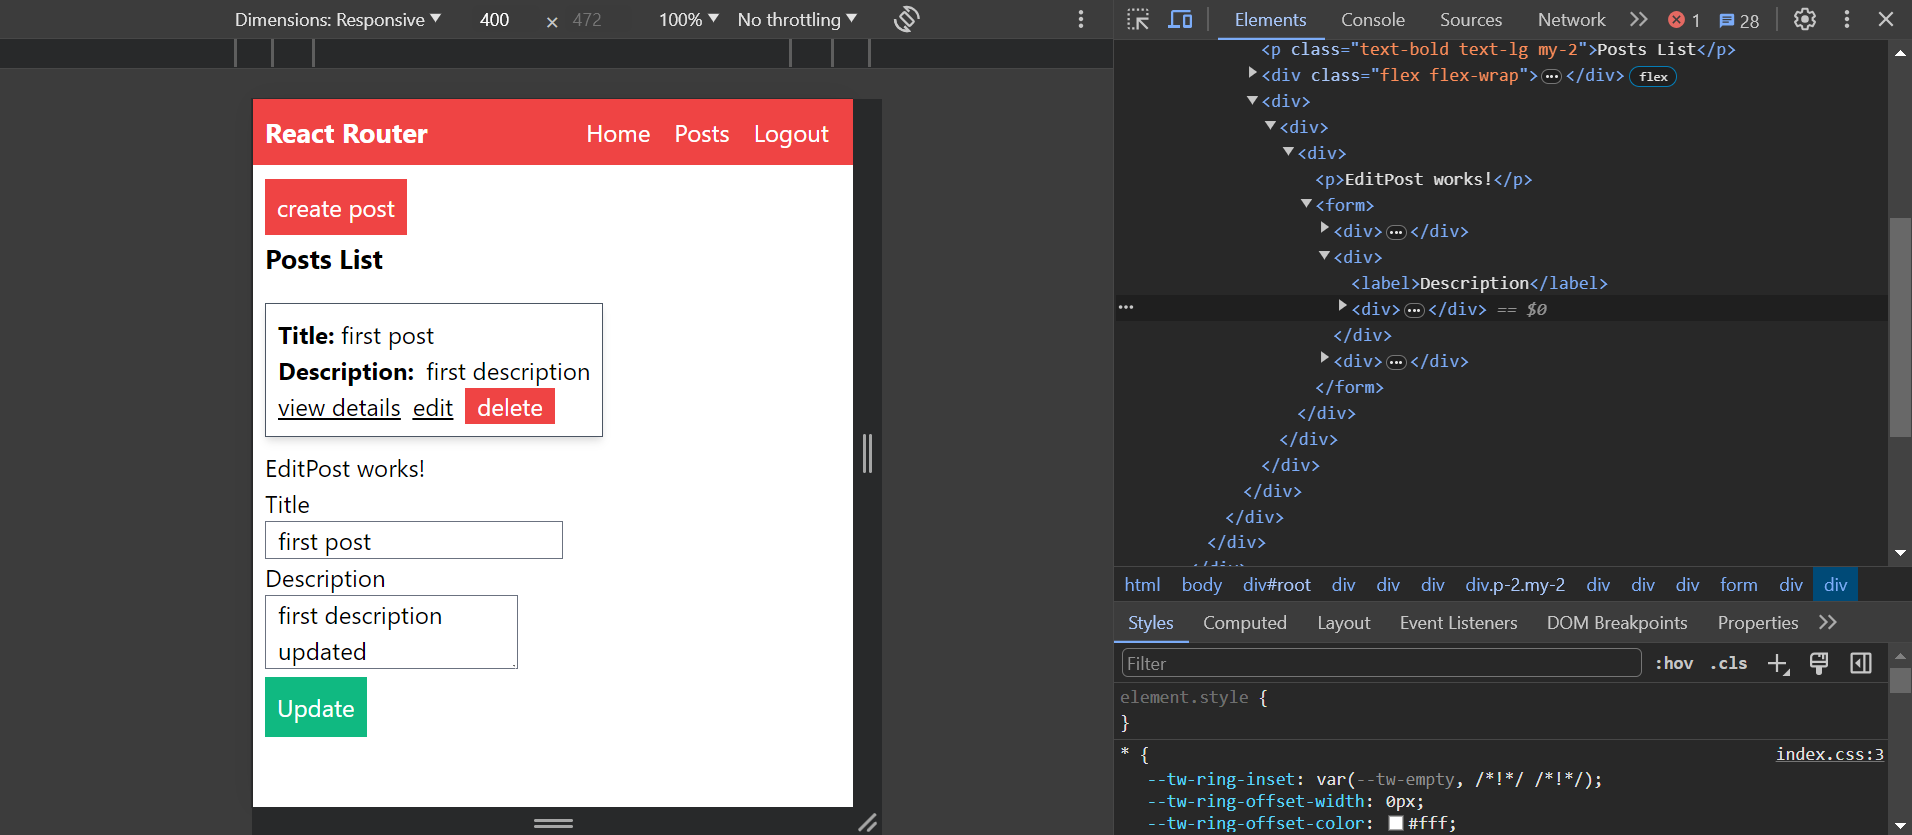 Dimensions: Responsive ▼ 400 × 472 100% ▼ No throttling ▼
React Router Home Posts Logout
create post
Posts List
Title: first post
Description: first description
view details edit delete
EditPost works!
Title
first post
Description
first description
updated
Update
Elements Console Sources Network 1 28
<p class="text-bold text-lg my-2">Posts List</p>
<div class="flex flex-wrap">…</div> flex
<div>
<div>
<div>
<p>EditPost works!</p>
<form>
<div>…</div>
<div>
<label>Description</label>
… <div>…</div> == $0
</div>
<div>…</div>
</form>
</div>
</div>
</div>
</div>
</div>
</div>
</div>
html body div#root div div div div.p-2.my-2 div div div form div div
Styles Computed Layout Event Listeners DOM Breakpoints Properties
Filter :hov .cls
element.style {
}
* { index.css:3
--tw-ring-inset: var(--tw-empty, /*!*/ /*!*/);
--tw-ring-offset-width: 0px;
--tw-ring-offset-color: #fff;